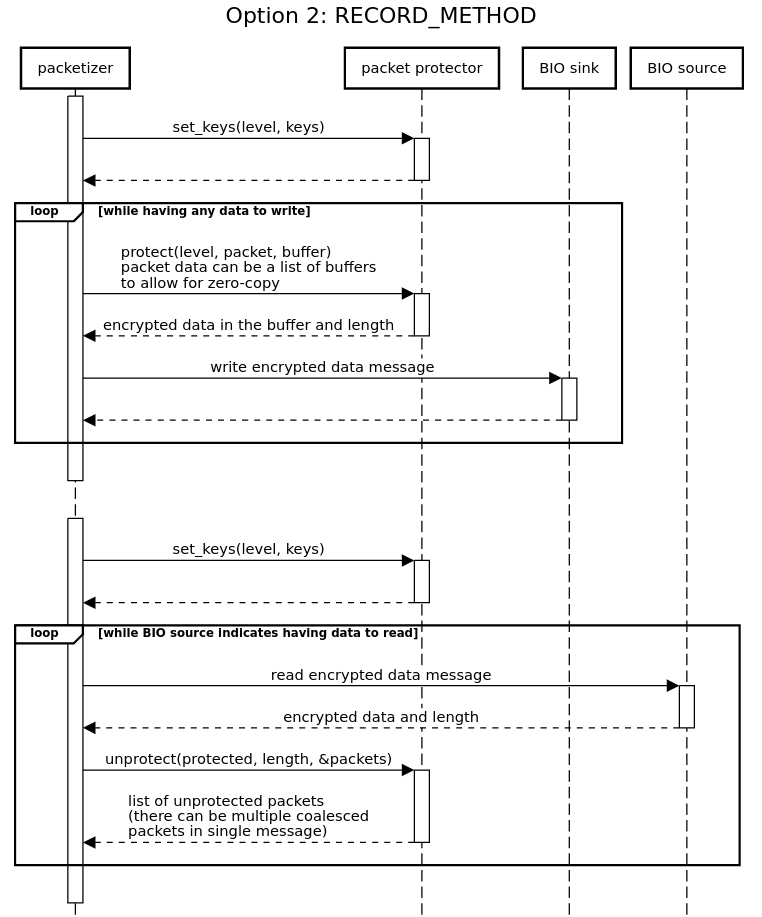 Option 2: RECORD_METHOD
packetizer
packet protector
BIO sink
BIO source
set_keys(level, keys)
loop
[while having any data to write]
protect(level, packet, buffer)
packet data can be a list of buffers
to allow for zero-copy
encrypted data in the buffer and length
write encrypted data message
set_keys(level, keys)
loop
[while BIO source indicates having data to read]
read encrypted data message
encrypted data and length
unprotect(protected, length, &packets)
list of unprotected packets
(there can be multiple coalesced
packets in single message)